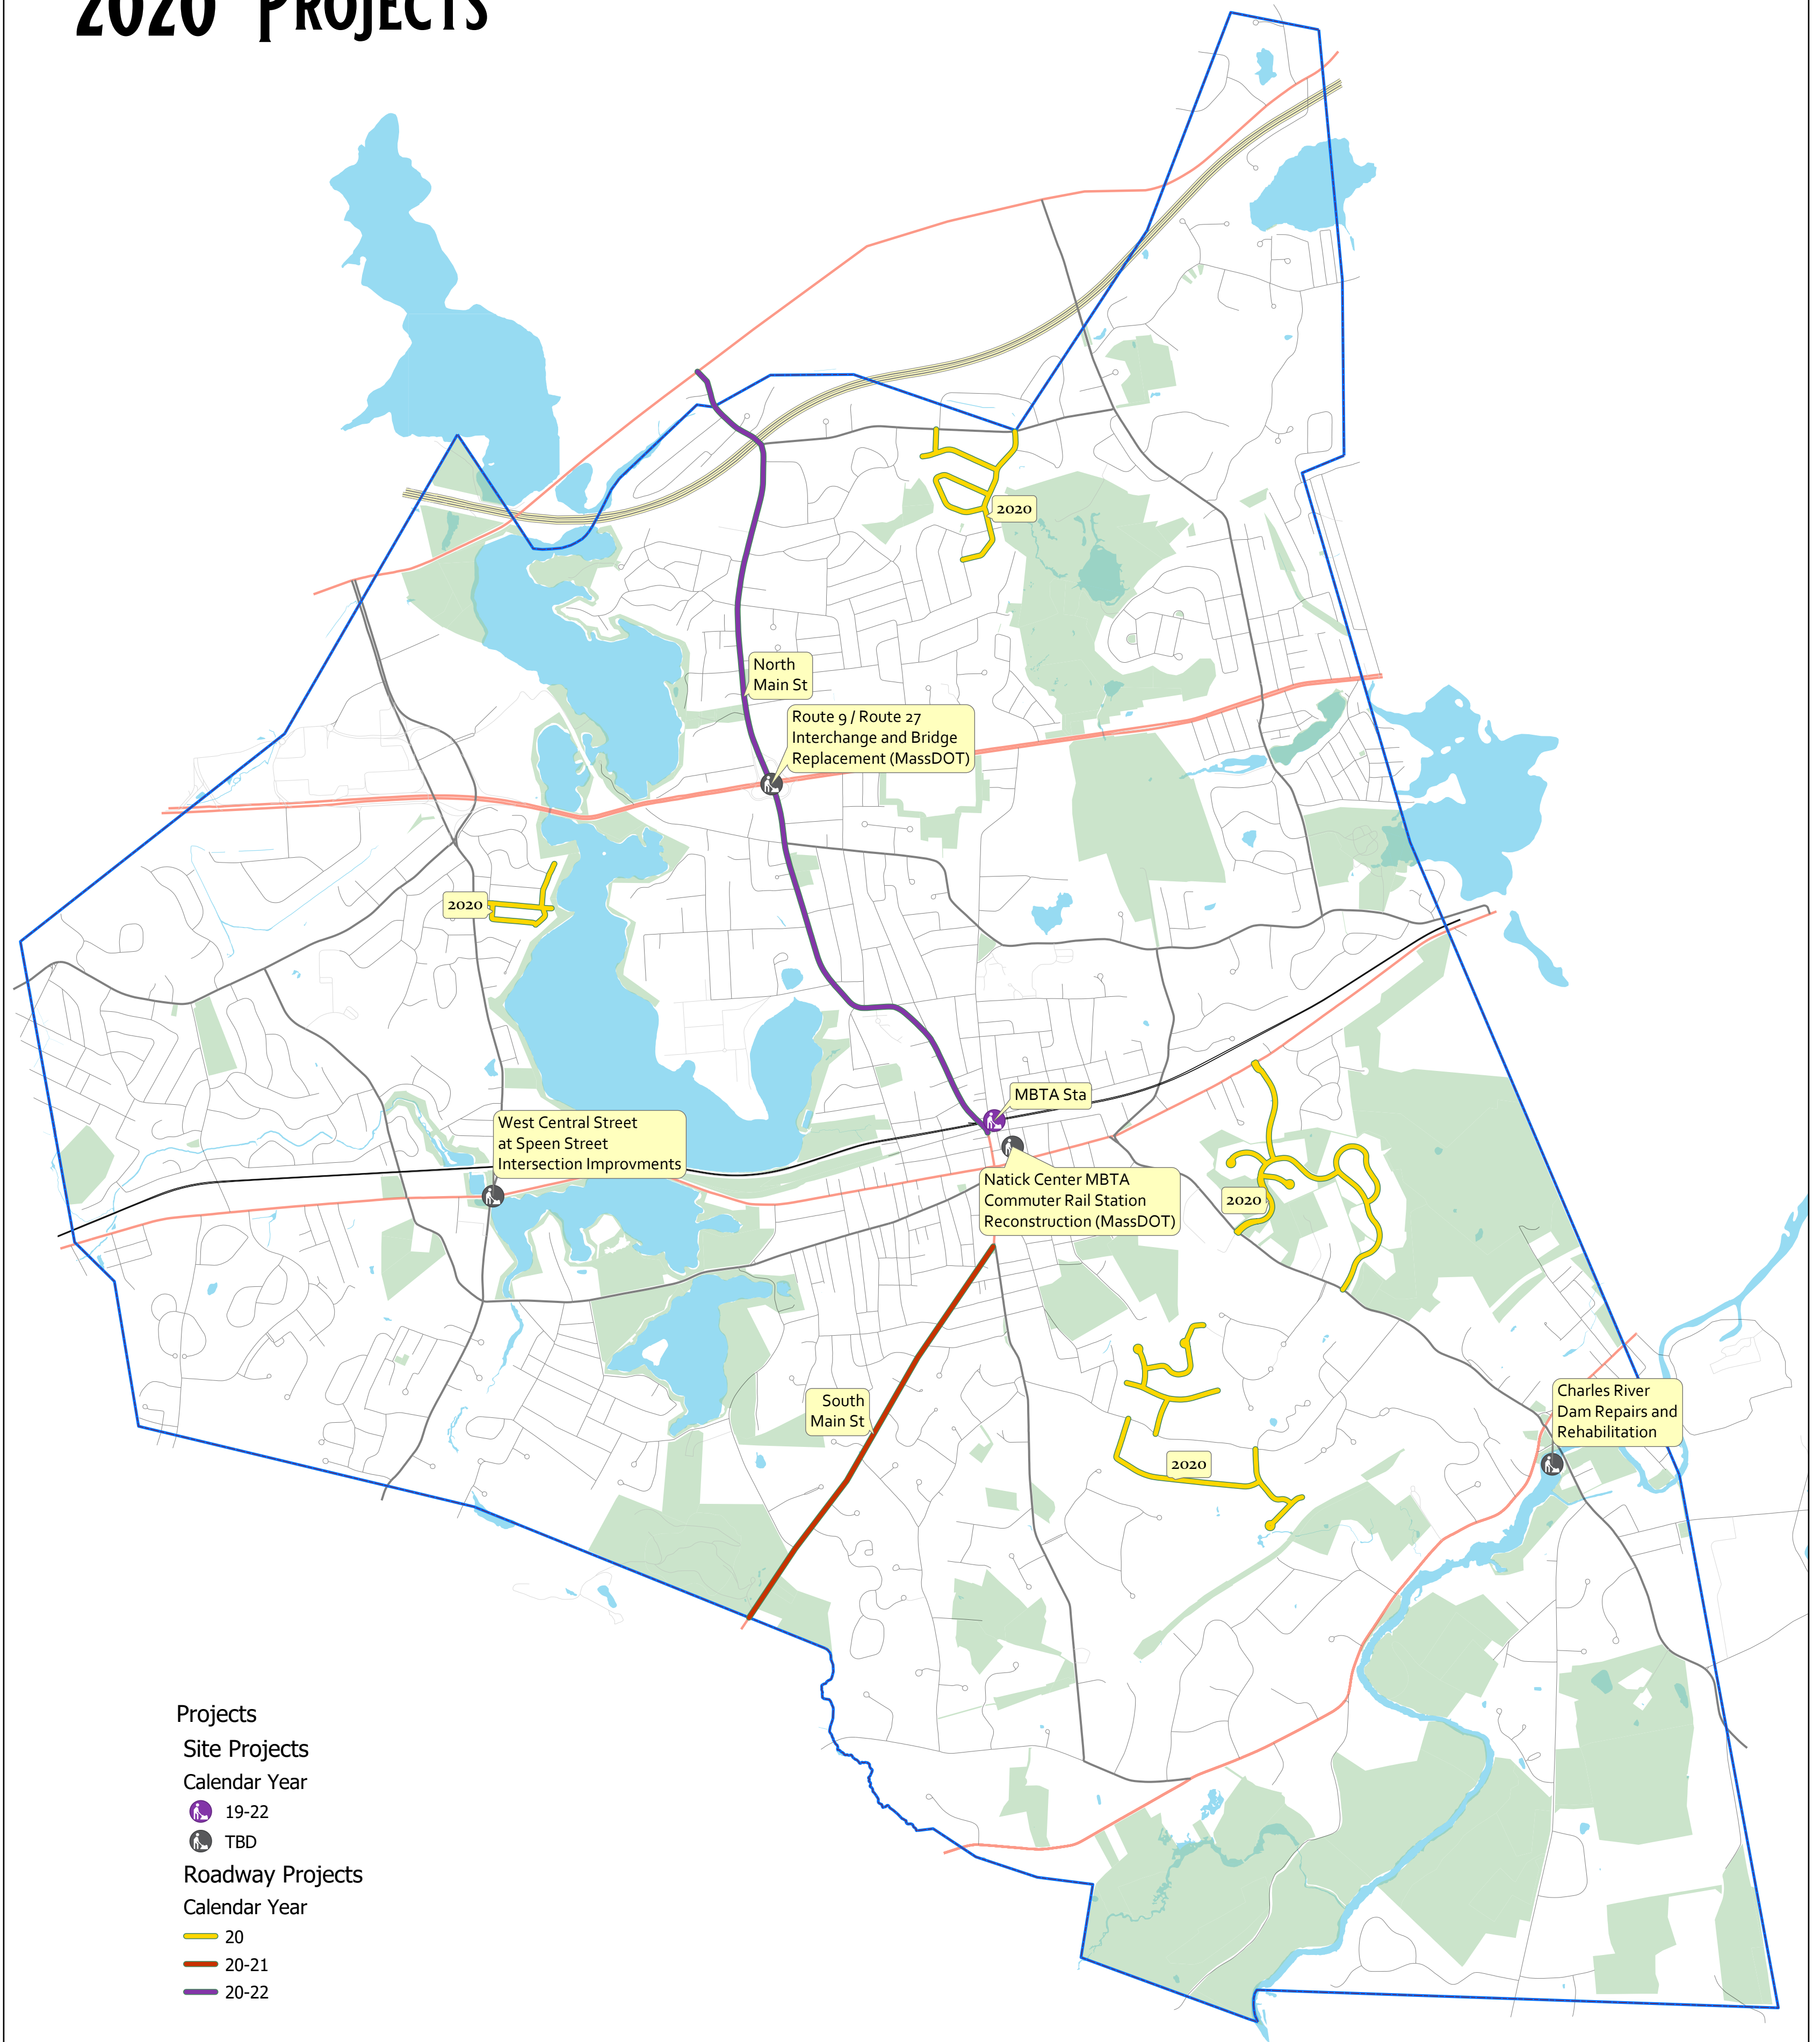 2020 Projects
2020
North
Main St
Route 9 / Route 27
Interchange and Bridge
Replacement (MassDOT)
2020
MBTA Sta
West Central Street
at Speen Street
Intersection Improvments
Natick Center MBTA
Commuter Rail Station
Reconstruction (MassDOT)
2020
South
Main St
Charles River
Dam Repairs and
Rehabilitation
2020
Projects
Site Projects
Calendar Year
19-22
TBD
Roadway Projects
Calendar Year
20
20-21
20-22